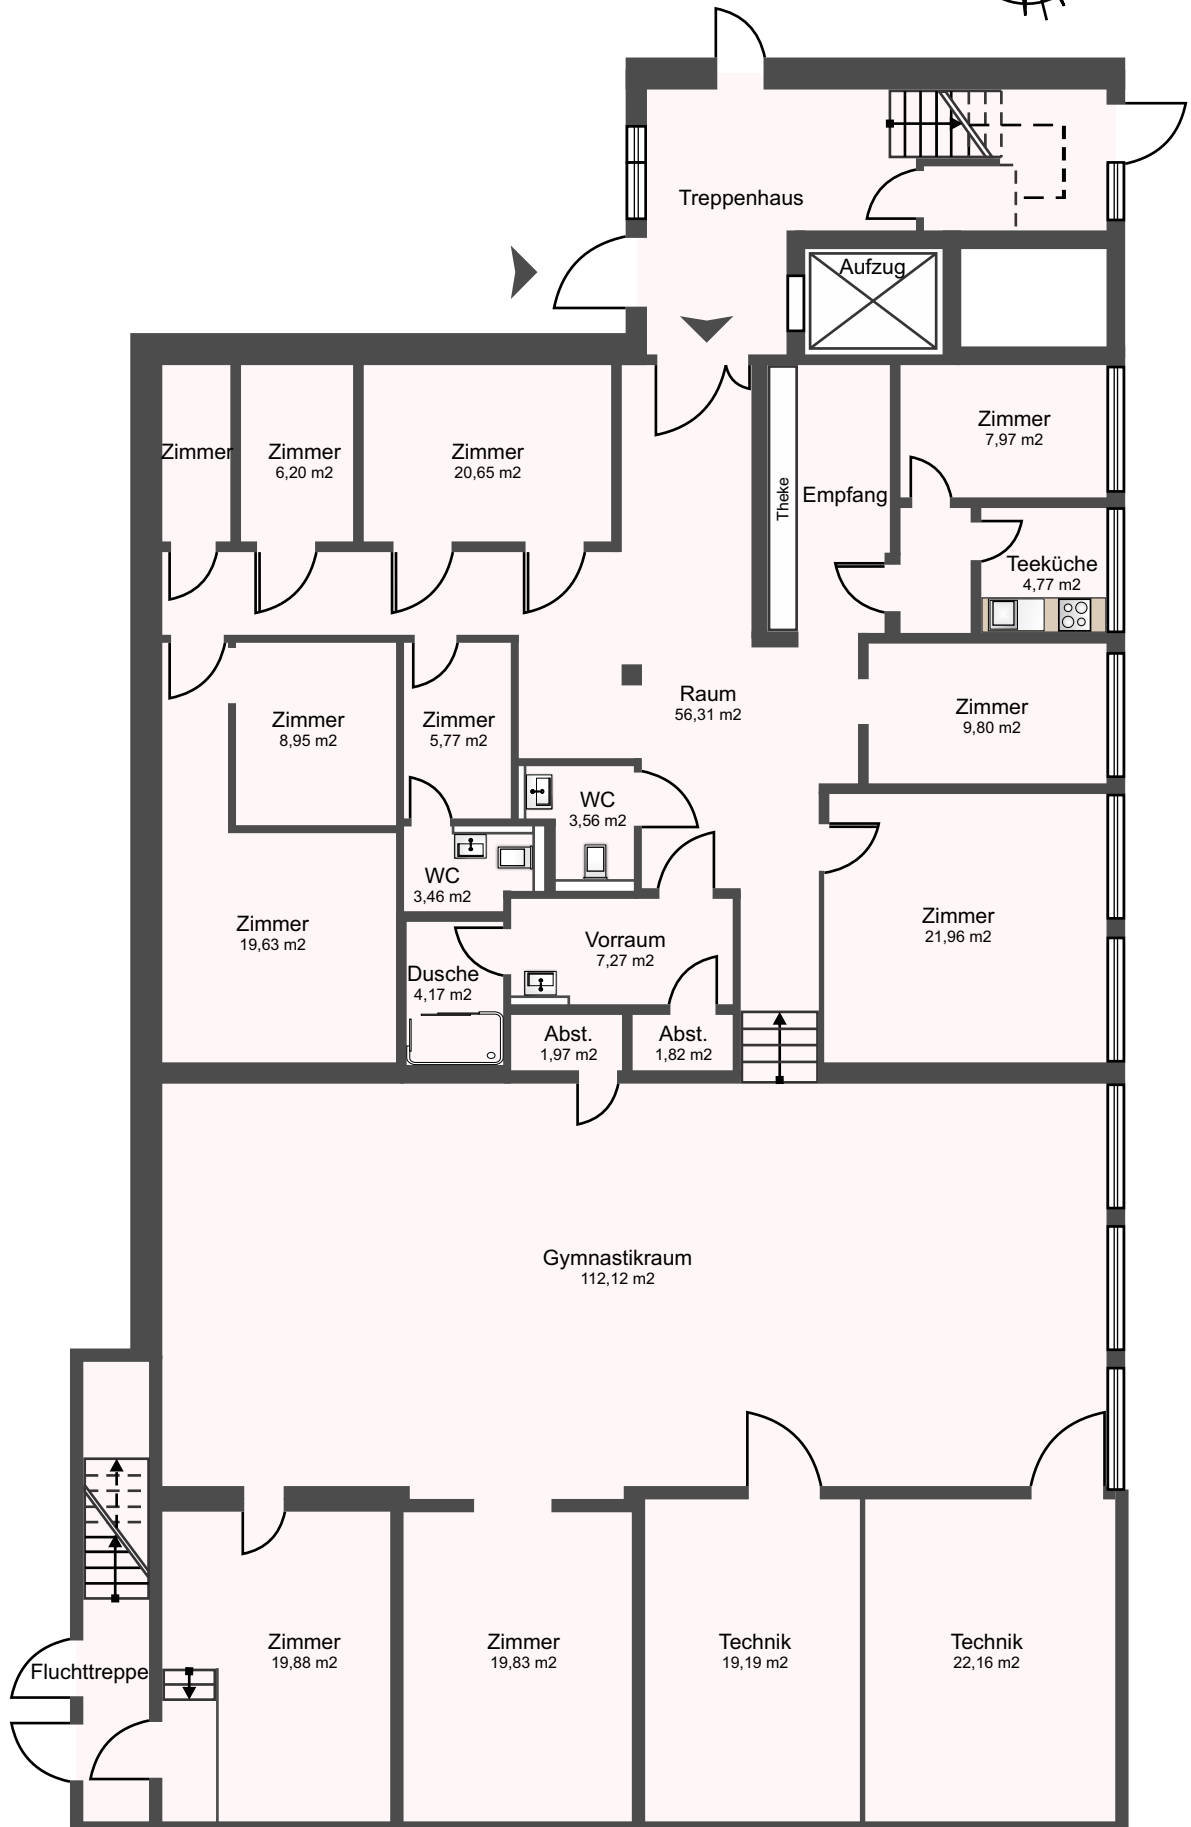 Treppenhaus
Aufzug
Zimmer
Zimmer
6,20 m2
Zimmer
20,65 m2
Theke
Empfang
Zimmer
7,97 m2
Teeküche
4,77 m2
Zimmer
8,95 m2
Zimmer
5,77 m2
Raum
56,31 m2
Zimmer
9,80 m2
WC
3,56 m2
WC
3,46 m2
Zimmer
19,63 m2
Dusche
4,17 m2
Vorraum
7,27 m2
Zimmer
21,96 m2
Abst.
1,97 m2
Abst.
1,82 m2
Gymnastikraum
112,12 m2
Fluchttreppe
Zimmer
19,88 m2
Zimmer
19,83 m2
Technik
19,19 m2
Technik
22,16 m2